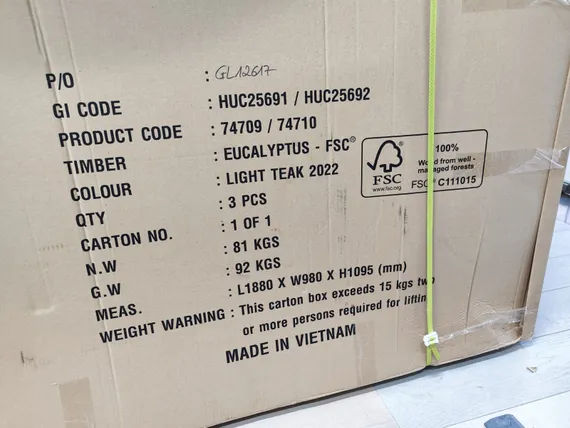 P/O : GL12617
GI CODE : HUC25691 / HUC25692
PRODUCT CODE : 74709 / 74710
TIMBER : EUCALYPTUS - FSC®
COLOUR : LIGHT TEAK 2022
QTY : 3 PCS
CARTON NO. : 1 OF 1
N.W : 81 KGS
G.W : 92 KGS
MEAS. : L1880 X W980 X H1095 (mm)
WEIGHT WARNING : This carton box exceeds 15 kgs two
or more persons required for lifting
MADE IN VIETNAM
FSC
www.fsc.org
100%
Wood from well-
managed forests
FSC® C111015